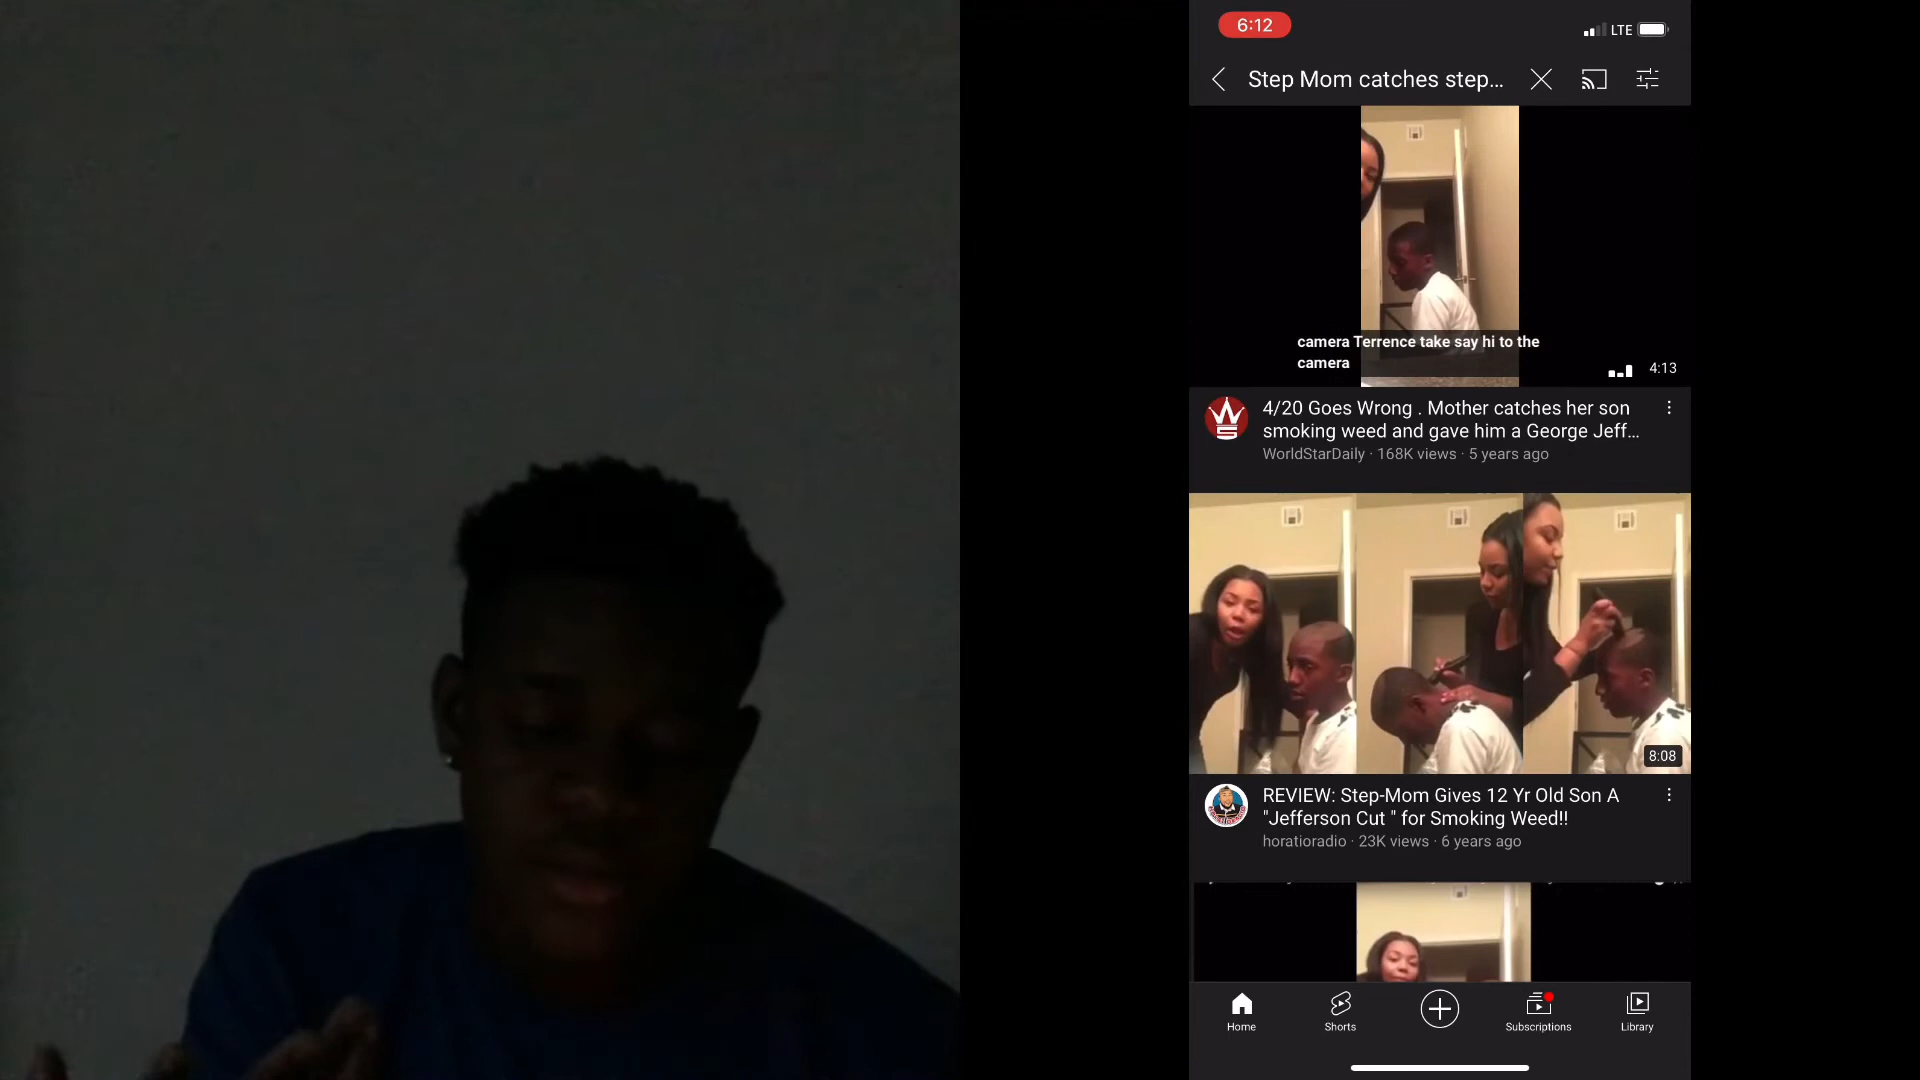 6:12
LTE
Step Mom catches step...
camera Terrence take say hi to the
camera
4:13
4/20 Goes Wrong . Mother catches her son
smoking weed and gave him a George Jeff...
WorldStarDaily · 168K views · 5 years ago
8:08
REVIEW: Step-Mom Gives 12 Yr Old Son A
"Jefferson Cut " for Smoking Weed!!
horatioradio · 23K views · 6 years ago
Home
Shorts
Subscriptions
Library